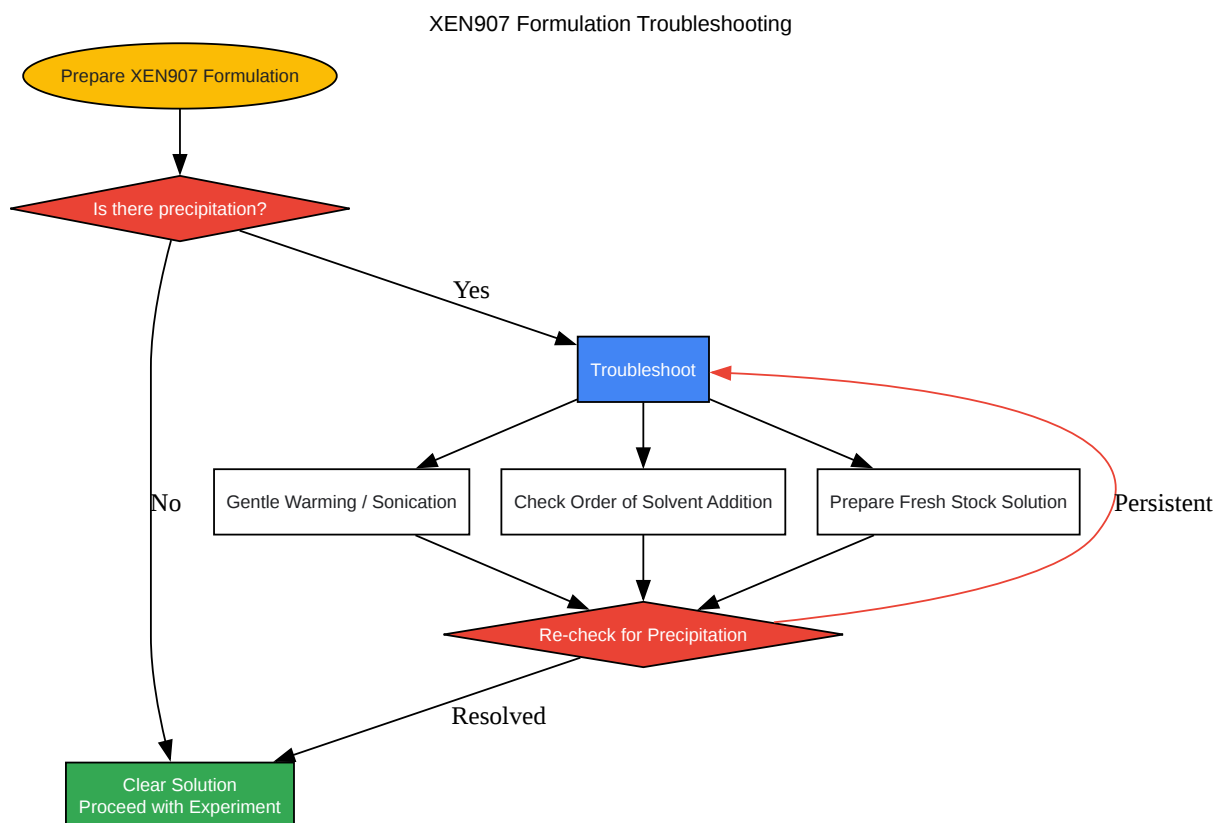 XEN907 Formulation Troubleshooting
Prepare XEN907 Formulation
Is there precipitation?
Yes
Troubleshoot
Gentle Warming / Sonication
Check Order of Solvent Addition
Prepare Fresh Stock Solution
No
Persistent
Re-check for Precipitation
Resolved
Clear Solution
Proceed with Experiment